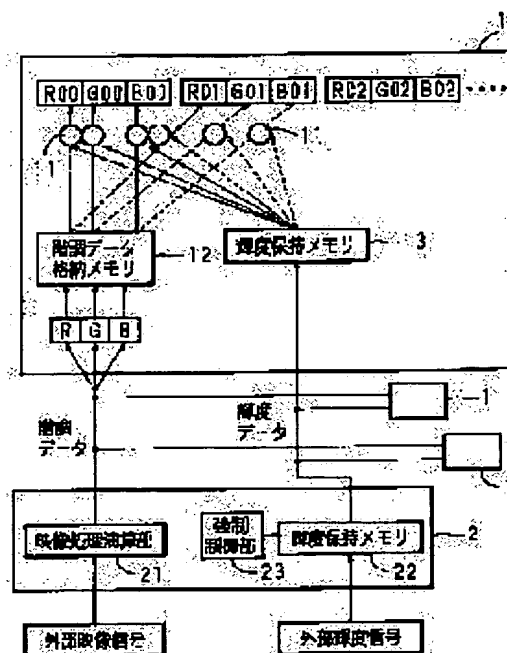 1
R00 G00 B00 R01 G01 B01 R02 G02 B02
11
階調データ
格納メモリ
12
輝度保持メモリ
3
R G B
階調
データ
輝度
データ
1
映像処理演算部
21
強制
制御部
23
輝度保持メモリ
22
2
外部映像信号
外部輝度信号